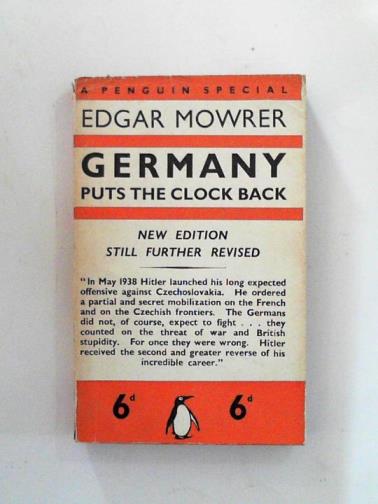 A PENGUIN SPECIAL
EDGAR MOWRER
GERMANY
PUTS THE CLOCK BACK
NEW EDITION
STILL FURTHER REVISED
"In May 1938 Hitler launched his long expected
offensive against Czechoslovakia. He ordered
a partial and secret mobilization on the French
and on the Czechish frontiers. The Germans
did not, of course, expect to fight . . . they
counted on the threat of war and British
stupidity. For once they were wrong. Hitler
received the second and greater reverse of his
incredible career."
6d 6d